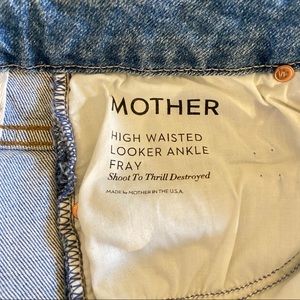 MOTHER
HIGH WAISTED
LOOKER ANKLE
FRAY
Shoot To Thrill Destroyed
MADE by MOTHER IN THE U.S.A.